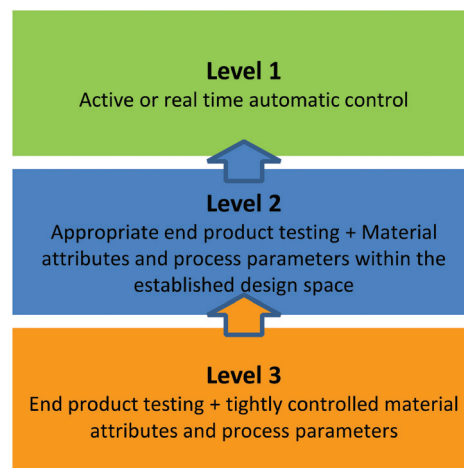 Level 1
Active or real time automatic control
Level 2
Appropriate end product testing + Material
attributes and process parameters within the
established design space
Level 3
End product testing + tightly controlled material
attributes and process parameters